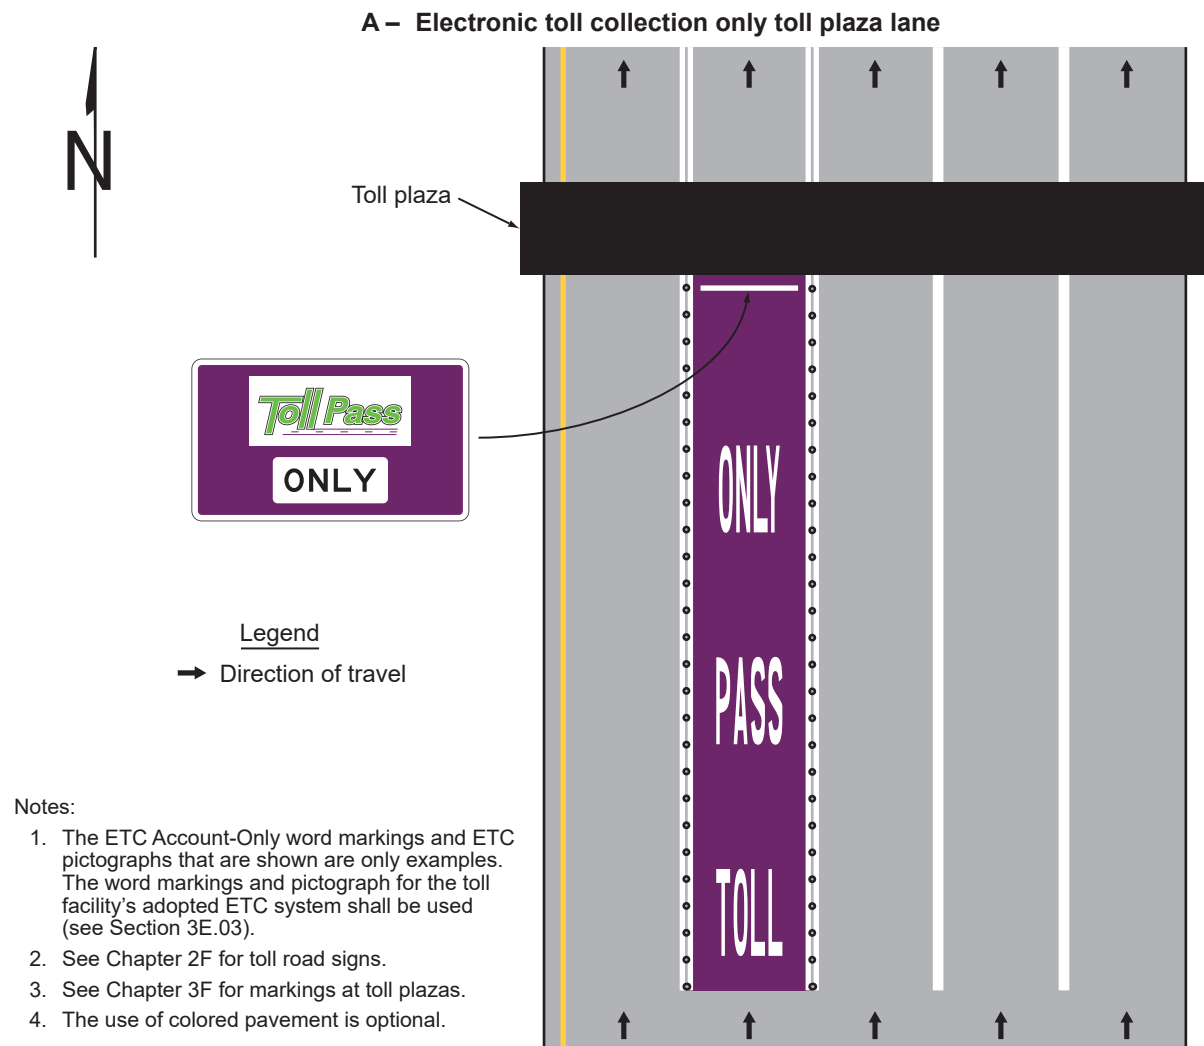 A – Electronic toll collection only toll plaza lane
N
Toll plaza
Toll Pass
ONLY
ONLY
PASS
TOLL
Legend
Direction of travel
Notes:
1. The ETC Account-Only word markings and ETC
pictographs that are shown are only examples.
The word markings and pictograph for the toll
facility’s adopted ETC system shall be used
(see Section 3E.03).
2. See Chapter 2F for toll road signs.
3. See Chapter 3F for markings at toll plazas.
4. The use of colored pavement is optional.